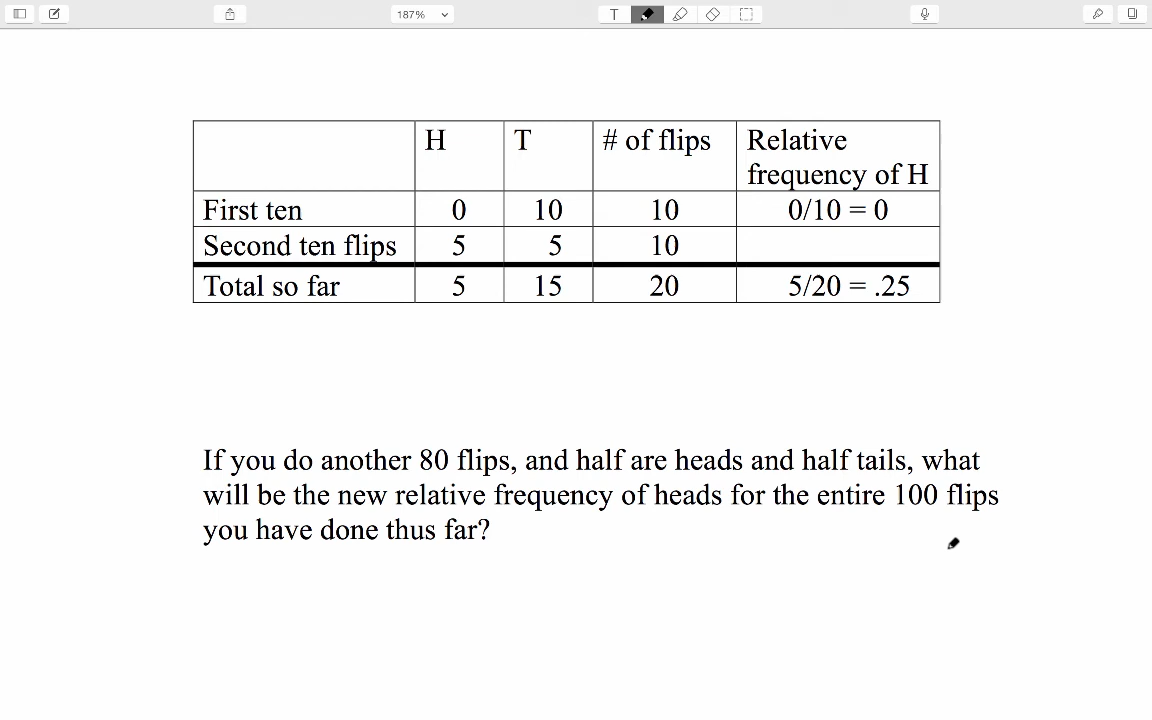 187%
T
H T # of flips Relative
frequency of H
First ten 0 10 10 0/10 = 0
Second ten flips 5 5 10
Total so far 5 15 20 5/20 = .25
If you do another 80 flips, and half are heads and half tails, what
will be the new relative frequency of heads for the entire 100 flips
you have done thus far?